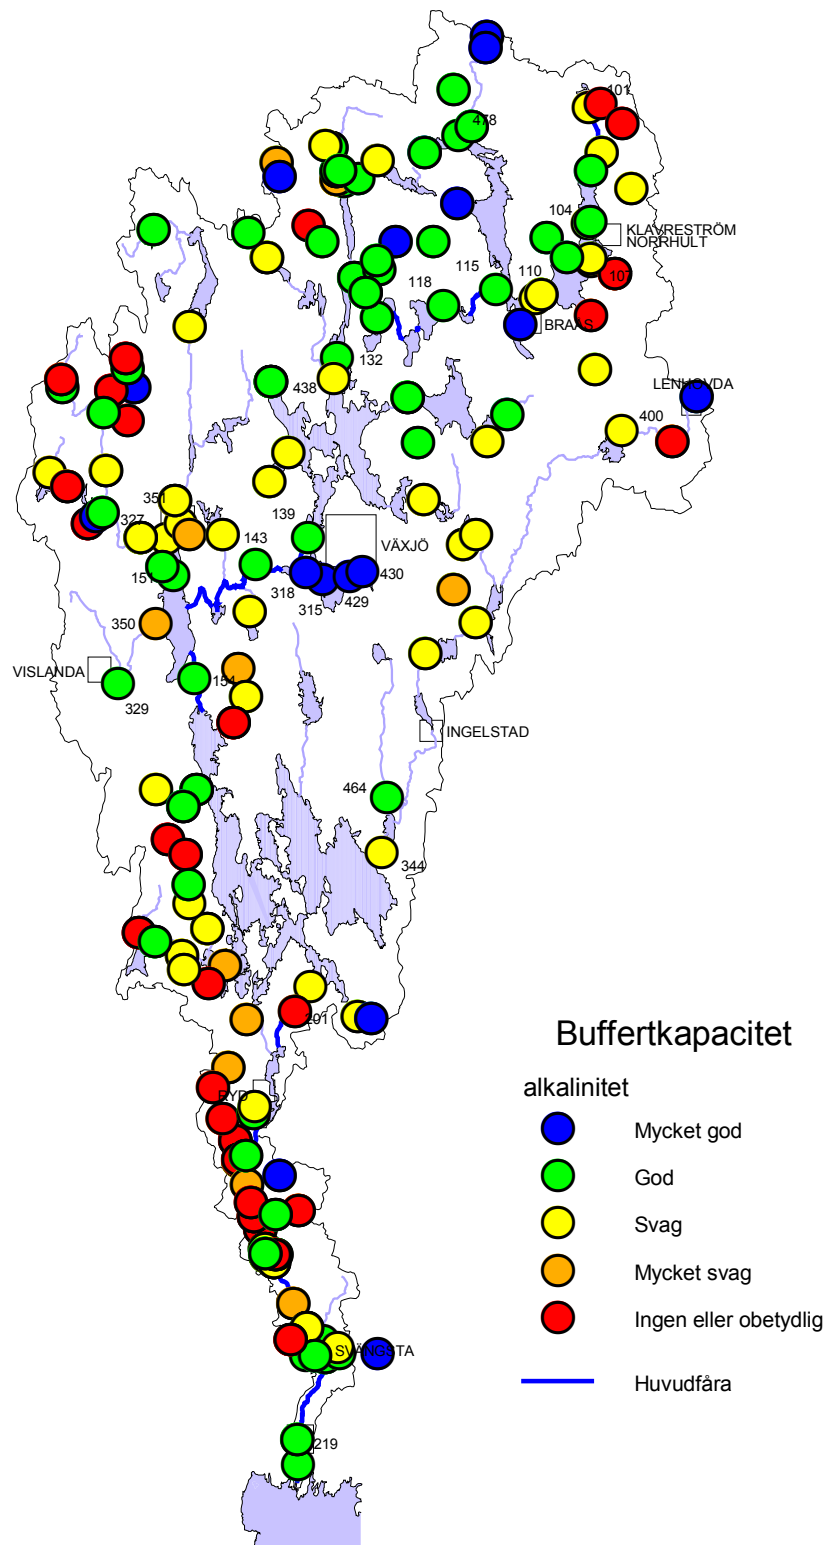 101
478
104
KLAVRESTRÖM
NORRHULT
115
110
107
118
BRAÅS
132
LENHOVDA
438
400
351
327
139
143
VÄXJÖ
151
430
318
429
315
350
VISLANDA
154
329
INGELSTAD
464
344
201
Buffertkapacitet
alkalinitet
RYD
Mycket god
God
Svag
Mycket svag
Ingen eller obetydlig
SVÄNGSTA
Huvudfåra
219